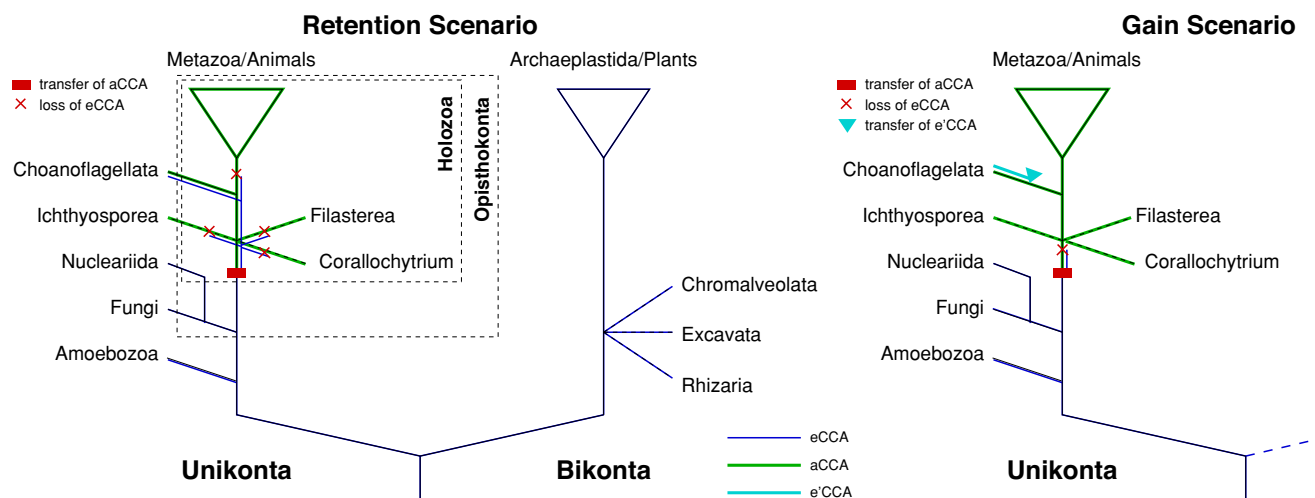 Retention Scenario
Metazoa/Animals
Archaeplastida/Plants
transfer of aCCA
loss of eCCA
Holozoa
Opisthokonta
Choanoflagellata
Ichthyosporea
Filasterea
Nucleariida
Corallochytrium
Fungi
Amoebozoa
Chromalveolata
Excavata
Rhizaria
Unikonta
Bikonta
eCCA
aCCA
e'CCA
Gain Scenario
Metazoa/Animals
transfer of aCCA
loss of eCCA
transfer of e'CCA
Choanoflagelata
Ichthyosporea
Filasterea
Nucleariida
Corallochytrium
Fungi
Amoebozoa
Unikonta